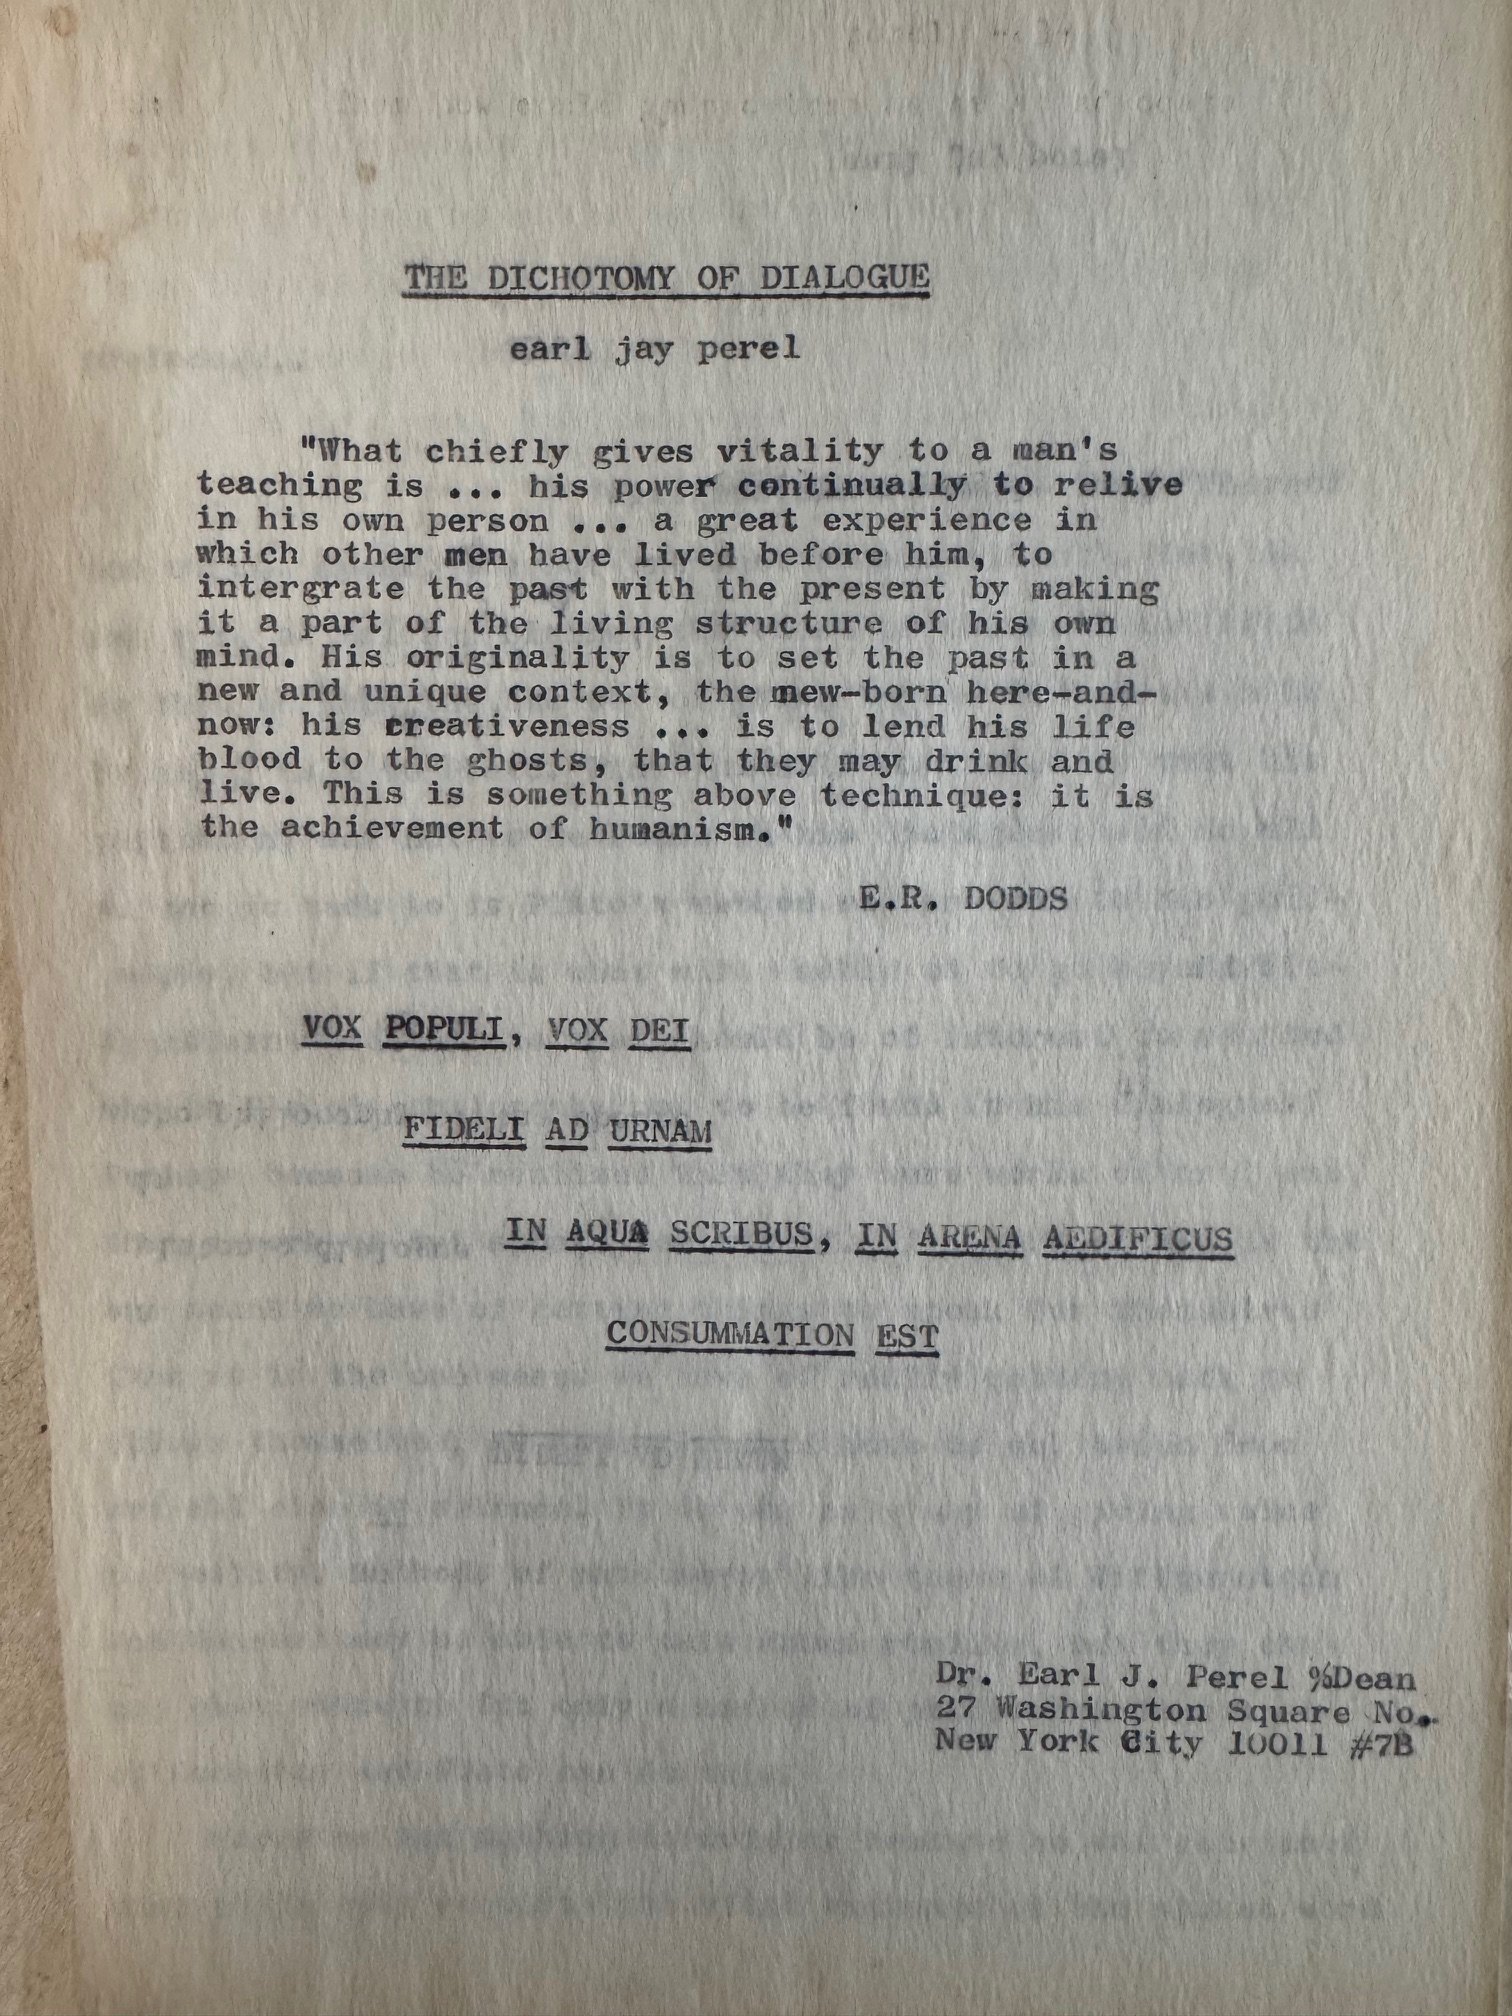 THE DICHOTOMY OF DIALOGUE
earl jay perel
"What chiefly gives vitality to a man's
teaching is ... his power continually to relive
in his own person ... a great experience in
which other men have lived before him, to
intergrate the past with the present by making
it a part of the living structure of his own
mind. His originality is to set the past in a
new and unique context, the mew-born here-and-
now: his creativeness ... is to lend his life
blood to the ghosts, that they may drink and
live. This is something above technique: it is
the achievement of humanism."
E.R. DODDS
VOX POPULI, VOX DEI
FIDELI AD URNAM
IN AQUA SCRIBUS, IN ARENA AEDIFICUS
CONSUMMATION EST
Dr. Earl J. Perel %Dean
27 Washington Square No.
New York City 10011 #7B